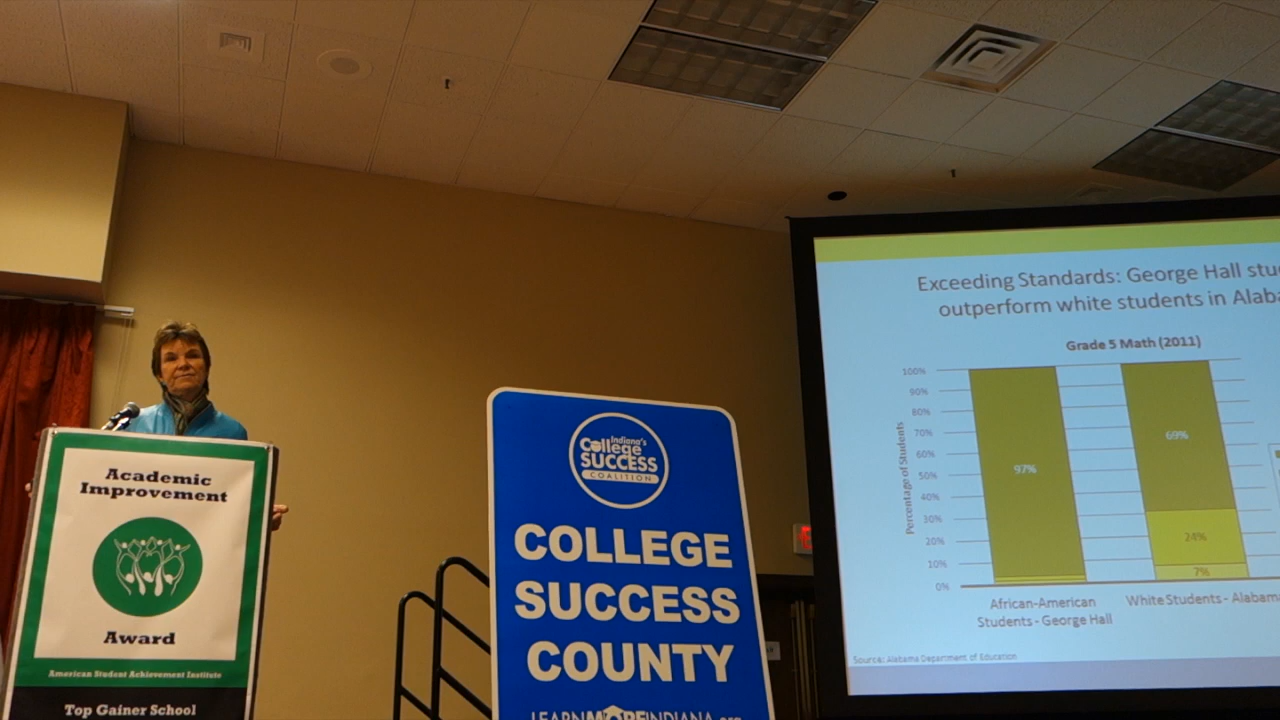 Academic
Improvement
Award
American Student Achievement Institute
Top Gainer School
Indiana's
College
SUCCESS
COALITION
COLLEGE
SUCCESS
COUNTY
LEARNMOREINDIANA.org
Exceeding Standards: George Hall stu
outperform white students in Alaba
Grade 5 Math (2011)
Percentage of Students
100%
90%
80%
70%
60%
50%
40%
30%
20%
10%
0%
97%
69%
24%
7%
African-American
Students - George Hall
White Students - Alabama
Source: Alabama Department of Education